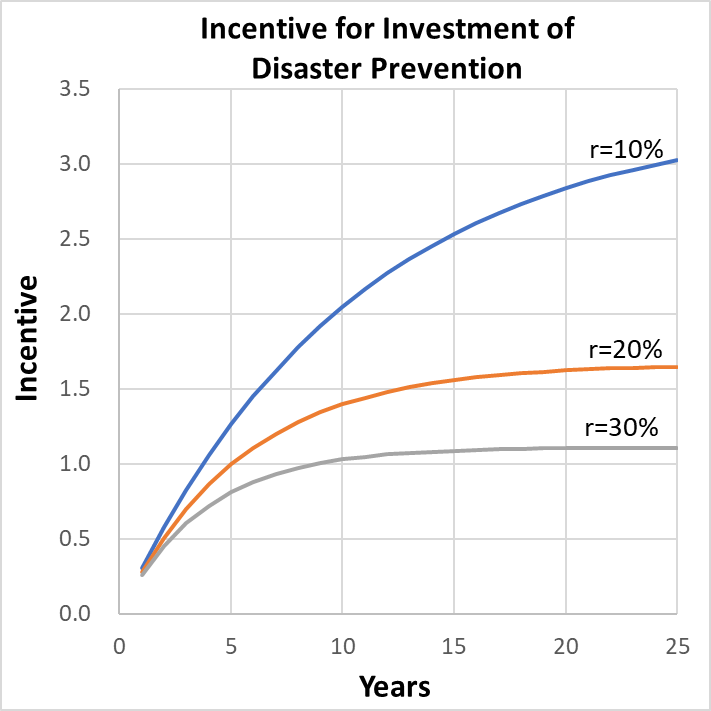 Incentive for Investment of
Disaster Prevention
3.5
3.0
2.5
2.0
1.5
1.0
0.5
0.0
Incentive
r=10%
r=20%
r=30%
0 5 10 15 20 25
Years